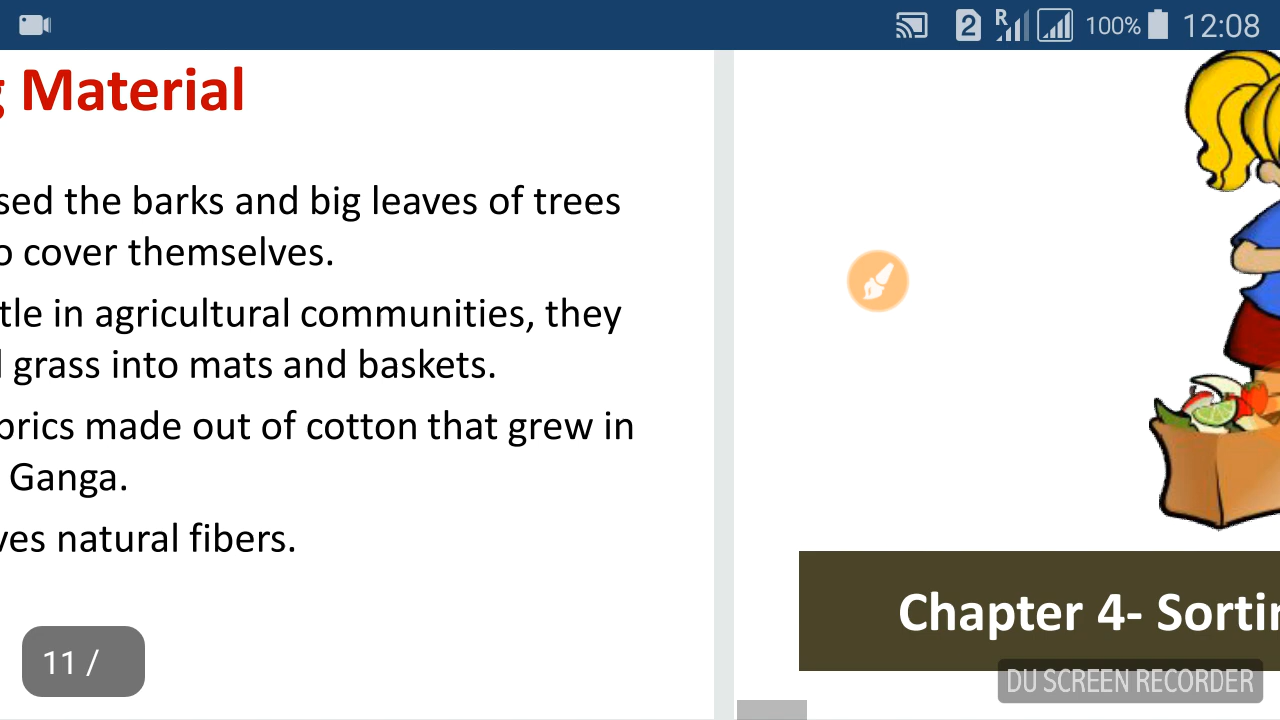 2 R 100% 12:08
Material
sed the barks and big leaves of trees
o cover themselves.
tle in agricultural communities, they
grass into mats and baskets.
brics made out of cotton that grew in
Ganga.
ves natural fibers.
11 /
Chapter 4- Sortin
DU SCREEN RECORDER